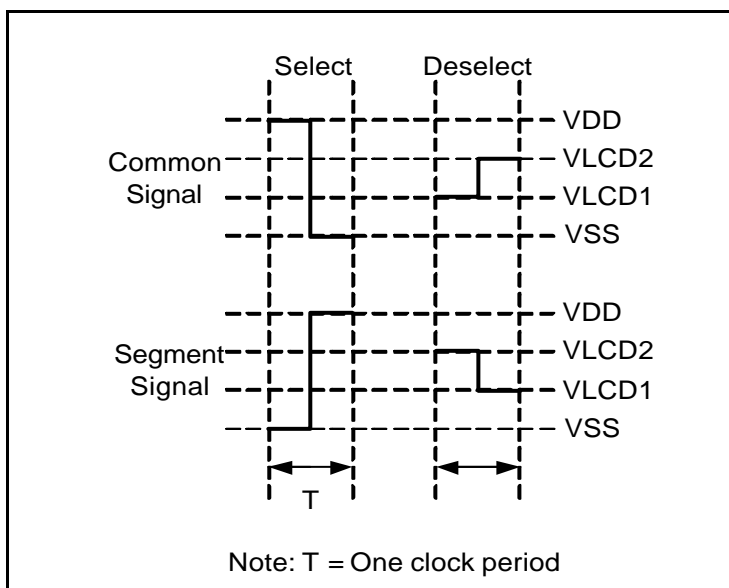 Select Deselect
VDD
VLCD2
VLCD1
VSS
Common
Signal
VDD
VLCD2
VLCD1
VSS
Segment
Signal
T
Note: T = One clock period